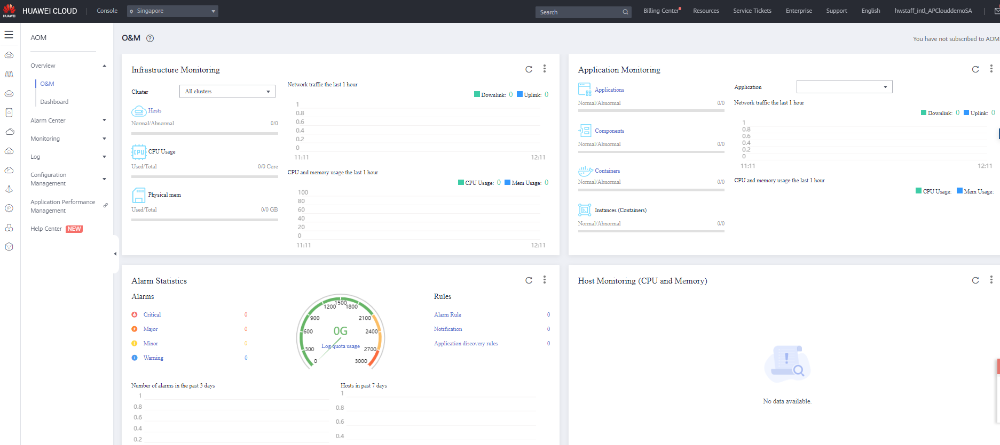 HUAWEI
HUAWEI CLOUD
Console
Singapore
Search
Billing Center
Resources
Service Tickets
Enterprise
Support
English
hwstaff_intl_APClouddemoSA
AOM
Overview
O&M
Dashboard
Alarm Center
Monitoring
Log
Configuration
Management
Application Performance
Management
Help Center NEW
O&M ?
You have not subscribed to AOM
Infrastructure Monitoring
Cluster
All clusters
Hosts
Normal/Abnormal 0/0
CPU
CPU Usage
Used/Total 0/0 Core
Physical mem
Used/Total 0/0 GB
Network traffic the last 1 hour
Downlink: 0 Uplink: 0
1
0.8
0.6
0.4
0.2
0
11:11 12:11
CPU and memory usage the last 1 hour
CPU Usage: 0 Mem Usage: 0
100
80
60
40
20
0
11:11 12:11
Application Monitoring
Applications
Normal/Abnormal 0/0
Components
Normal/Abnormal 0/0
Containers
Normal/Abnormal 0/0
Instances (Containers)
Normal/Abnormal 0/0
Application
Network traffic the last 1 hour
Downlink: 0 Uplink: 0
1
0.8
0.6
0.4
0.2
0
11:11 12:11
CPU and memory usage the last 1 hour
CPU Usage: Mem Usage:
Alarm Statistics
Alarms
Critical 0
Major 0
Minor 0
Warning 0
0
300
600
900
1200
1500
1800
2100
2400
2700
3000
0G
Log quota usage
Rules
Alarm Rule 0
Notification 0
Application discovery rules 0
Number of alarms in the past 3 days
1
0.8
0.6
0.4
0.2
Hosts in past 7 days
1
0.8
0.6
0.4
Host Monitoring (CPU and Memory)
No data available.